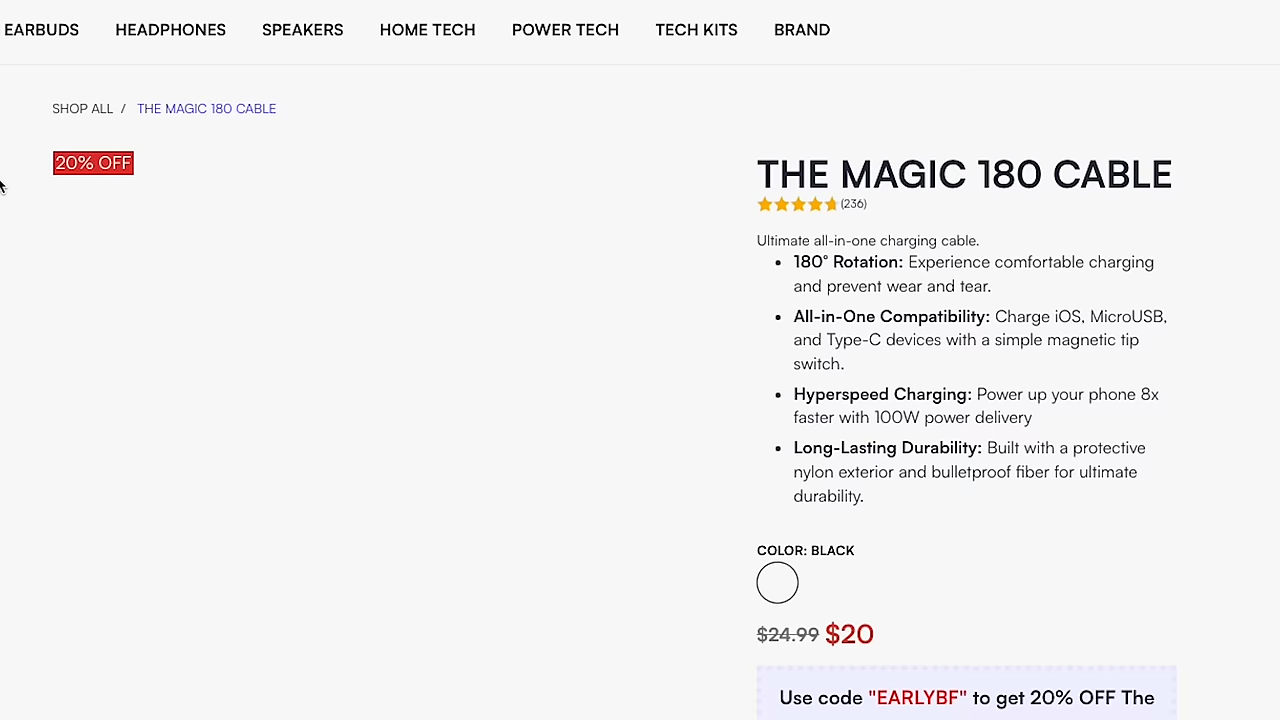 EARBUDS HEADPHONES SPEAKERS HOME TECH POWER TECH TECH KITS BRAND
SHOP ALL / THE MAGIC 180 CABLE
20% OFF
THE MAGIC 180 CABLE
(236)
Ultimate all-in-one charging cable.
• 180° Rotation: Experience comfortable charging
and prevent wear and tear.
• All-in-One Compatibility: Charge iOS, MicroUSB,
and Type-C devices with a simple magnetic tip
switch.
• Hyperspeed Charging: Power up your phone 8x
faster with 100W power delivery
• Long-Lasting Durability: Built with a protective
nylon exterior and bulletproof fiber for ultimate
durability.
COLOR: BLACK
$24.99 $20
Use code "EARLYBF" to get 20% OFF The